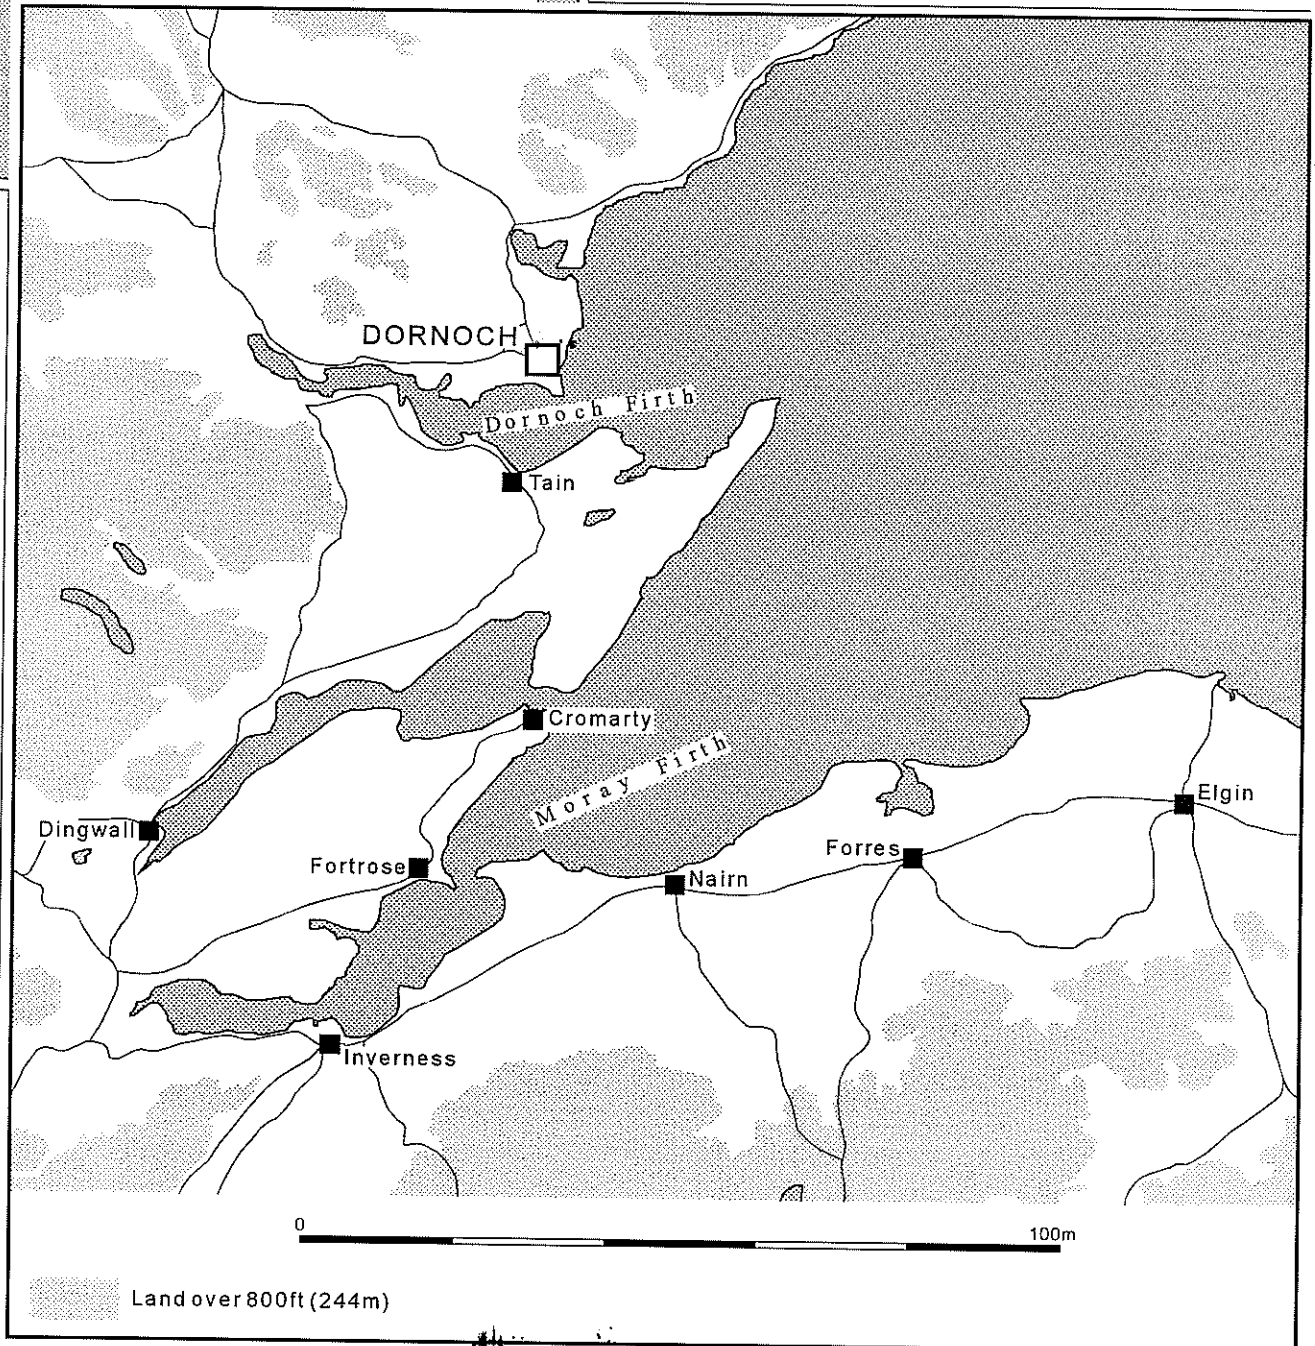 DORNOCH
Dornoch Firth
Tain
Cromarty
Moray Firth
Elgin
Dingwall
Forres
Fortrose
Nairn
Inverness
0 100m
Land over 800ft (244m)